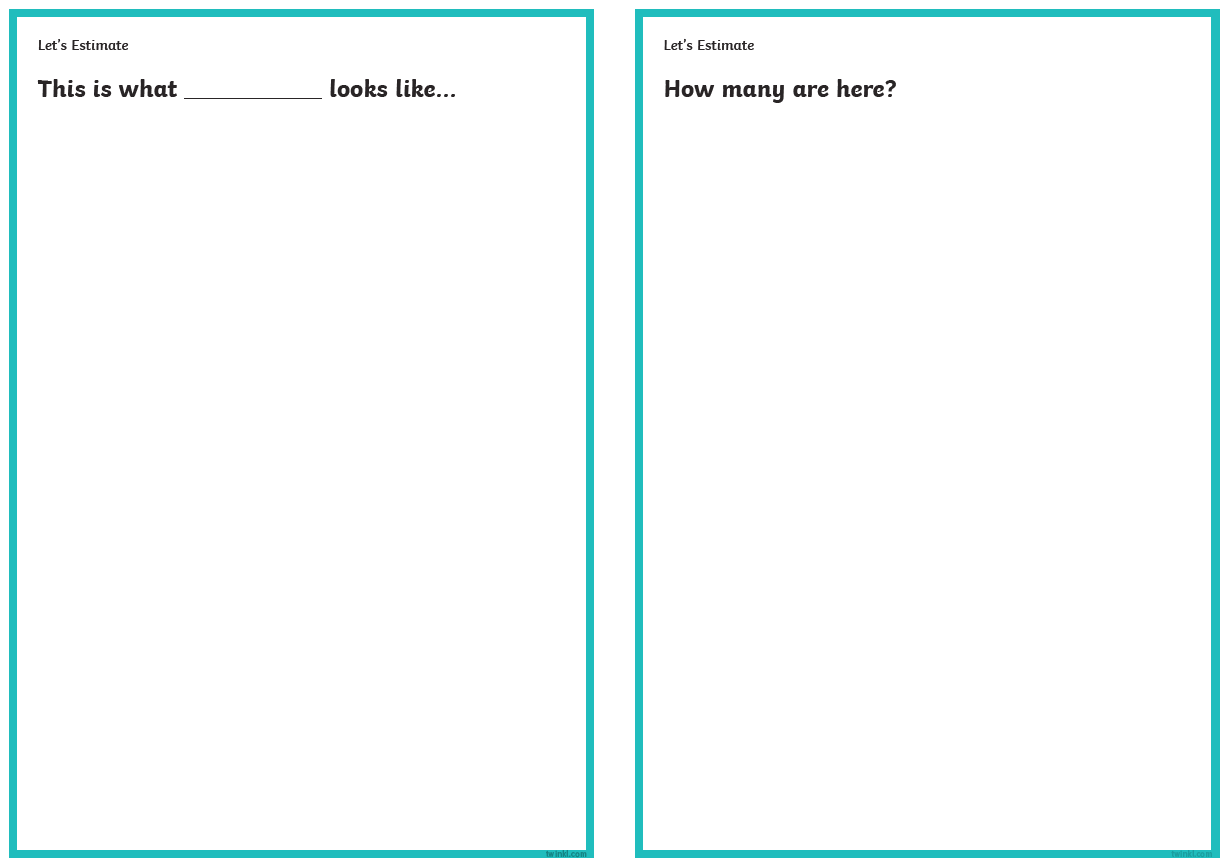 Let's Estimate
This is what __________ looks like...
twinkl.com
Let's Estimate
How many are here?
twinkl.com